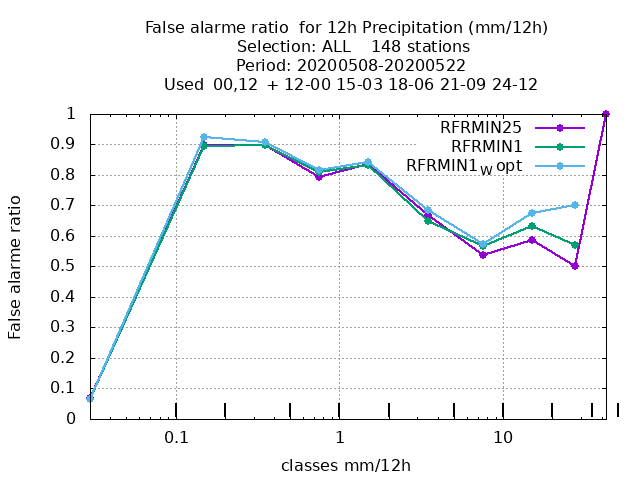 False alarme ratio  for 12h Precipitation (mm/12h)
Selection: ALL    148 stations
Period: 20200508-20200522
Used  00,12  + 12-00 15-03 18-06 21-09 24-12
RFRMIN25
RFRMIN1
RFRMIN1w opt
False alarme ratio
1
0.9
0.8
0.7
0.6
0.5
0.4
0.3
0.2
0.1
0
0.1
1
10
classes mm/12h